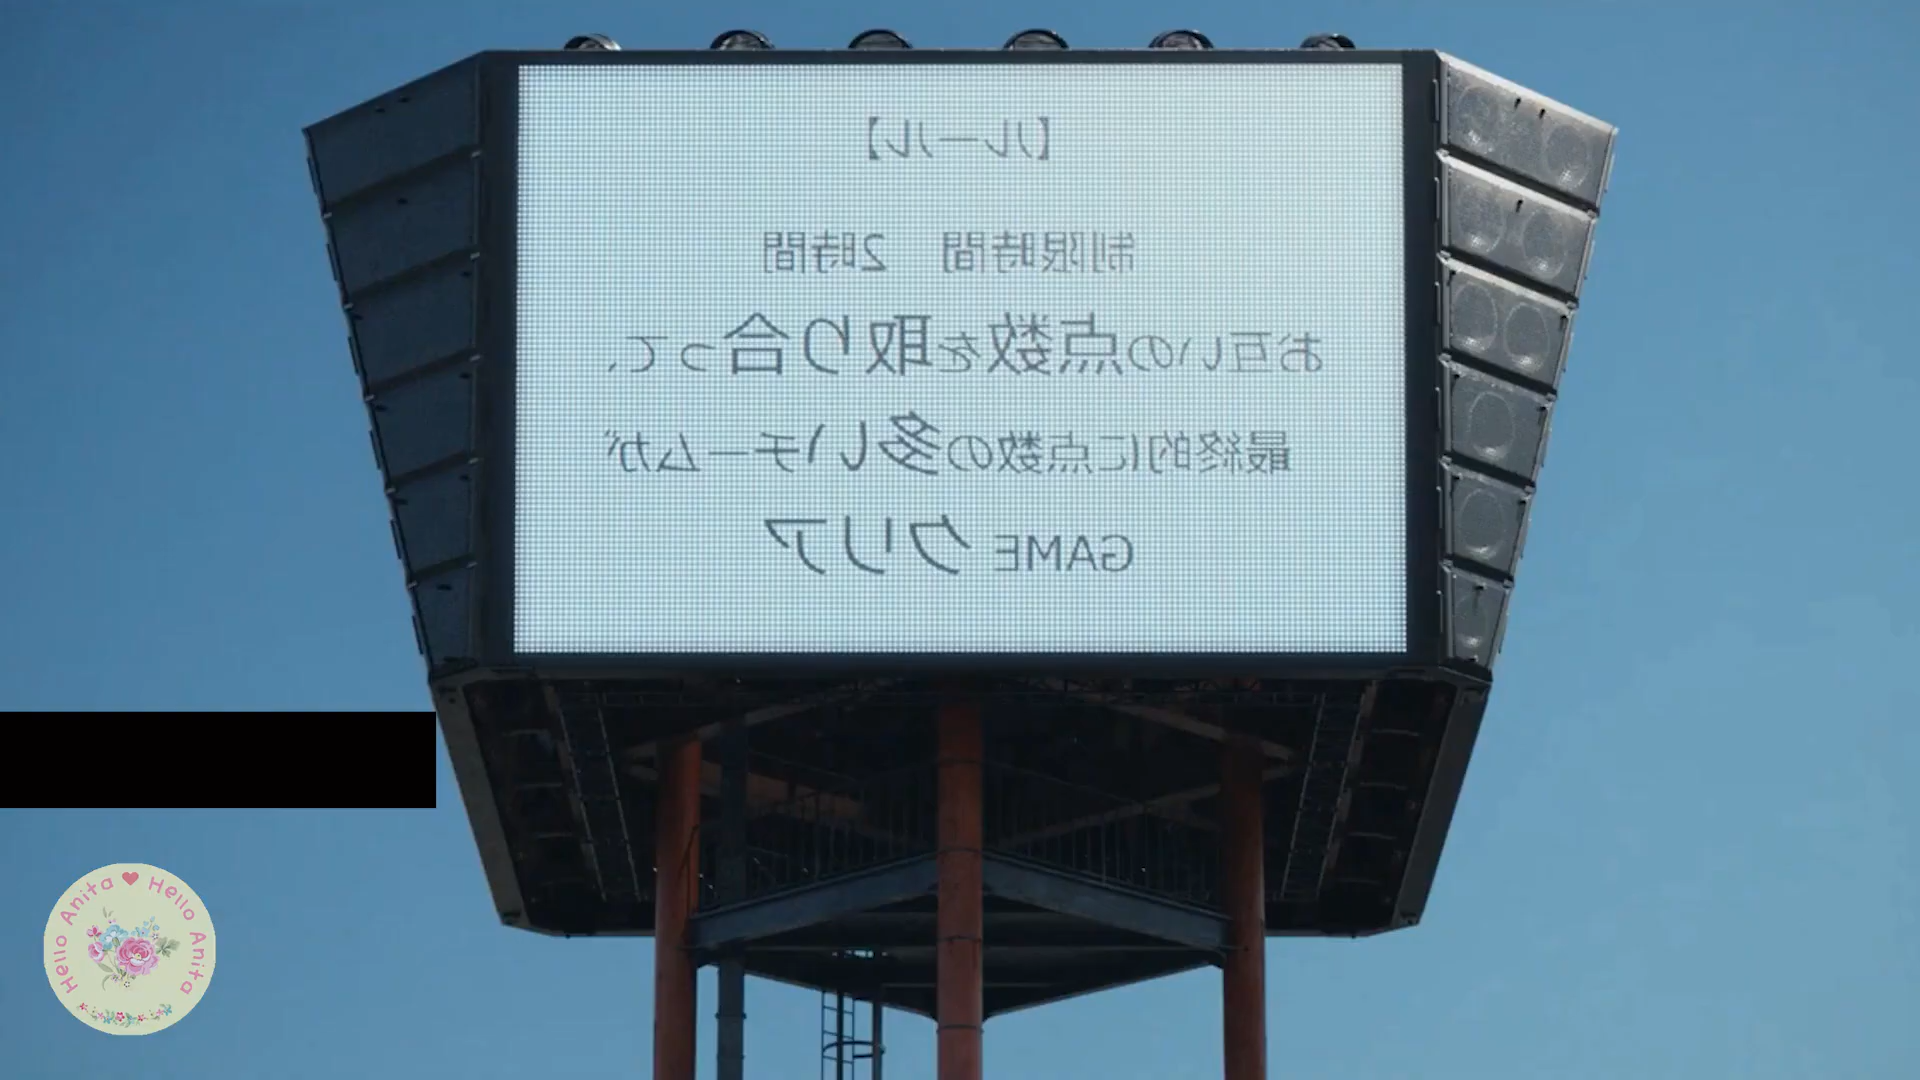 【ルール】
制限時間　2時間
お互いの点数を取り合って、
最終的に点数の多いチームが
GAME クリア
Hello Anita ❤ Hello Anita